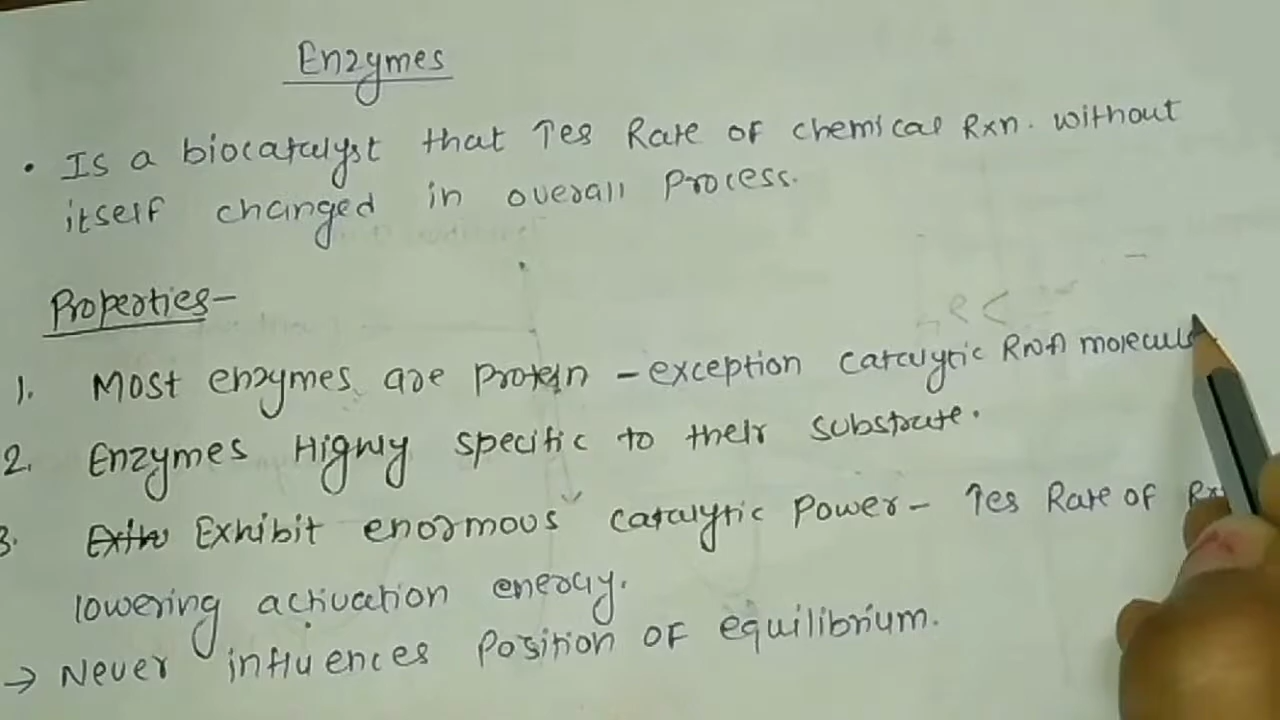 Enzymes
• Is a biocatalyst that ↑es Rate of chemical Rxn. without
itself changed in overall Process.
Properties-
1. Most enzymes are protein - exception catalytic RNA molecule
2. Enzymes Highly specific to their substrate.
3. Exhibit enormous catalytic Power - ↑es Rate of
lowering activation energy.
→ Never influences Position of equilibrium.